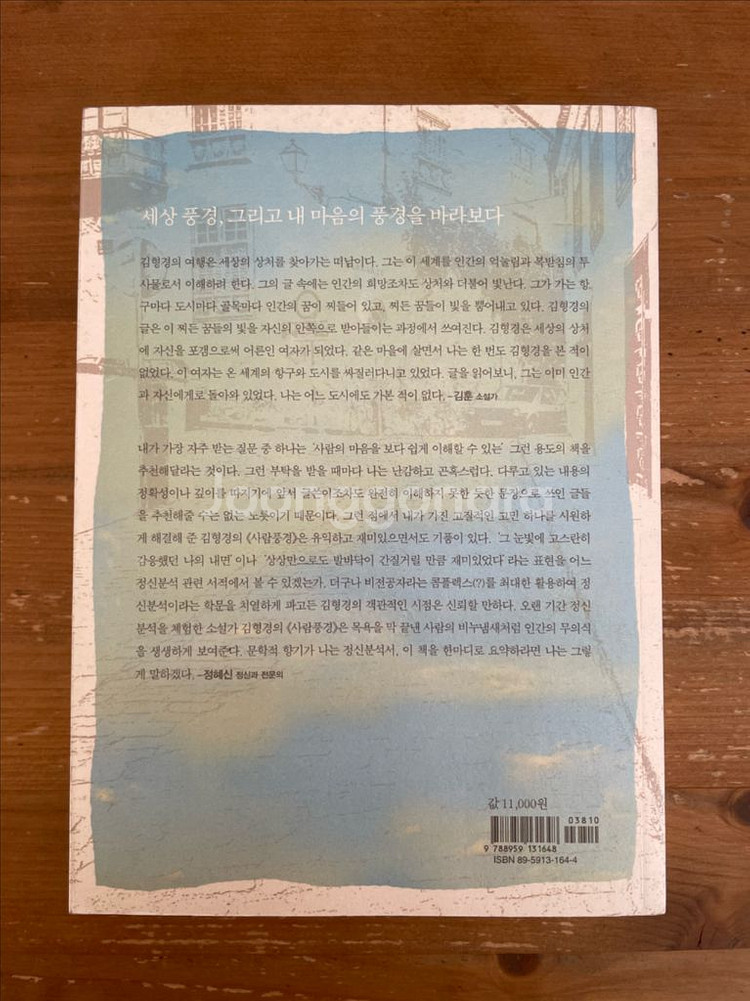 세상 풍경, 그리고 내 마음의 풍경을 바라보다
김형경의 여행은 세상의 상처를 찾아가는 떠남이다. 그는 이 세계를 인간의 억눌림과 복받침의 투
사물로서 이해하려 한다. 그의 글 속에는 인간의 희망조차도 상처와 더불어 빛난다. 그가 가는 항
구마다 도시마다 골목마다 인간의 꿈이 찌들어 있고, 찌든 꿈들이 빛을 뿜어내고 있다. 김형경의
글은 이 찌든 꿈들의 빛을 자신의 안쪽으로 받아들이는 과정에서 쓰여진다. 김형경은 세상의 상처
에 자신을 포갬으로써 어른인 여자가 되었다. 같은 마을에 살면서 나는 한 번도 김형경을 본 적이
없었다. 이 여자는 온 세계의 항구와 도시를 싸질러다니고 있었다. 글을 읽어보니, 그는 이미 인간
과 자신에게로 돌아와 있었다. 나는 어느 도시에도 가본 적이 없다. –김훈 소설가
내가 가장 자주 받는 질문 중 하나는 '사람의 마음을 보다 쉽게 이해할 수 있는' 그런 용도의 책을
추천해달라는 것이다. 그런 부탁을 받을 때마다 나는 난감하고 곤혹스럽다. 다루고 있는 내용의
정확성이나 깊이를 따지기에 앞서 글쓴이조차도 완전히 이해하지 못한 듯한 문장으로 쓰인 글들
을 추천해줄 수는 없는 노릇이기 때문이다. 그런 점에서 내가 가진 고질적인 고민 하나를 시원하
게 해결해 준 김형경의 《사람풍경》은 유익하고 재미있으면서도 기품이 있다. '그 눈빛에 고스란히
감응했던 나의 내면'이나 '상상만으로도 발바닥이 간질거릴 만큼 재미있었다'라는 표현을 어느
정신분석 관련 서적에서 볼 수 있겠는가. 더구나 비전공자라는 콤플렉스(?)를 최대한 활용하여 정
신분석이라는 학문을 치열하게 파고든 김형경의 객관적인 시점은 신뢰할 만하다. 오랜 기간 정신
분석을 체험한 소설가 김형경의 《사람풍경》은 목욕을 막 끝낸 사람의 비누냄새처럼 인간의 무의식
을 생생하게 보여준다. 문학적 향기가 나는 정신분석서, 이 책을 한마디로 요약하라면 나는 그렇
게 말하겠다. –정혜신 정신과 전문의
값 11,000원
03810
9 788959 131648
ISBN 89-5913-164-4